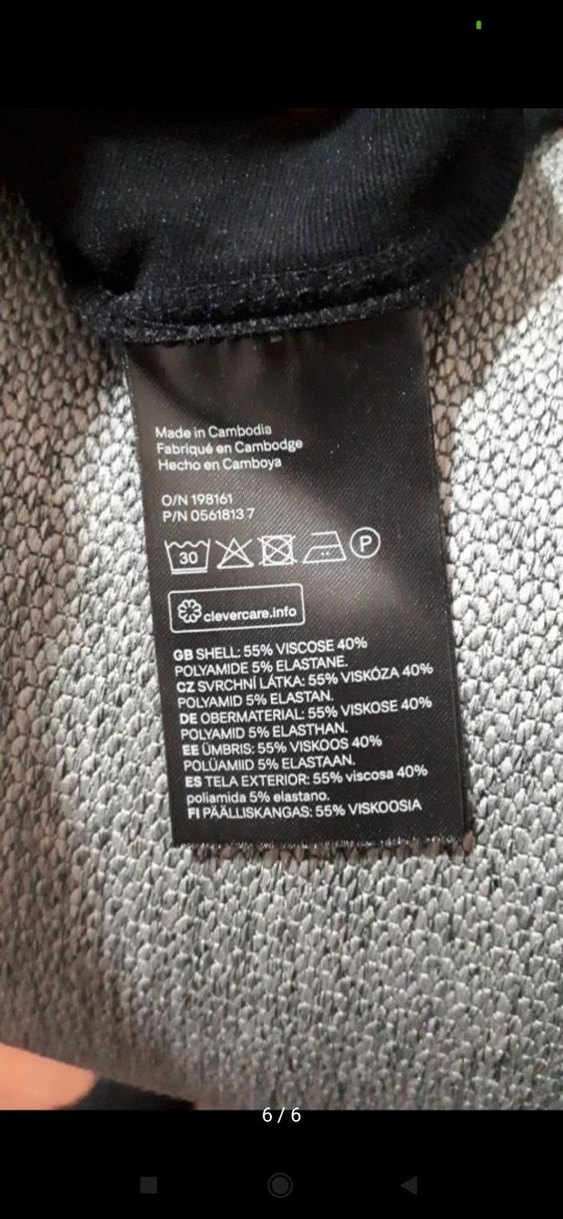 Made in Cambodia
Fabriqué en Cambodge
Hecho en Camboya
O/N 198161
P/N 0561813 7
30 P
clevercare.info
GB SHELL: 55% VISCOSE 40%
POLYAMIDE 5% ELASTANE.
CZ SVRCHNÍ LÁTKA: 55% VISKÓZA 40%
POLYAMID 5% ELASTAN.
DE OBERMATERIAL: 55% VISKOSE 40%
POLYAMID 5% ELASTHAN.
EE ÜMBRIS: 55% VISKOOS 40%
POLÜAMIID 5% ELASTAAN.
ES TELA EXTERIOR: 55% viscosa 40%
poliamida 5% elastano.
FI PÄÄLLISKANGAS: 55% VISKOOSIA
6 / 6